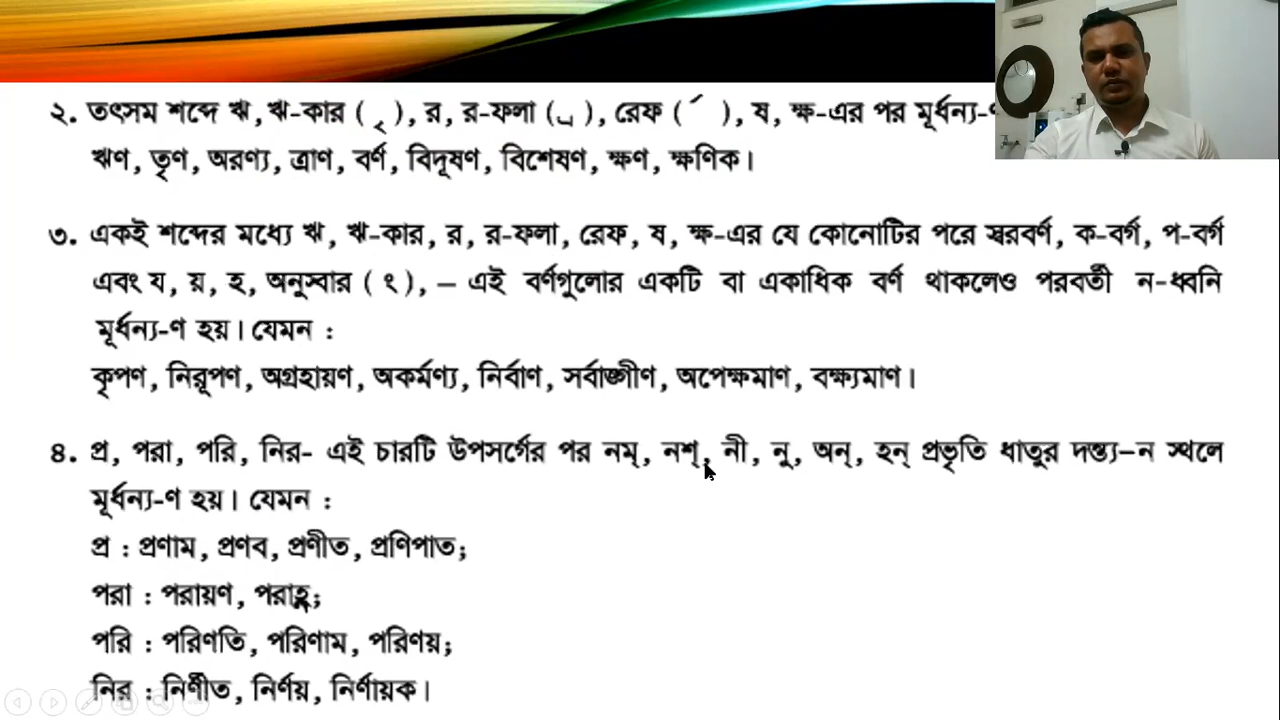 ২. তৎসম শব্দে ঋ, ঋ-কার ( ৃ ), র, র-ফলা (্র), রেফ ( র্ ), ষ, ক্ষ-এর পর মূর্ধন্য-ণ
ঋণ, তৃণ, অরণ্য, ত্রাণ, বর্ণ, বিদূষণ, বিশেষণ, ক্ষণ, ক্ষণিক।
৩. একই শব্দের মধ্যে ঋ, ঋ-কার, র, র-ফলা, রেফ, ষ, ক্ষ-এর যে কোনোটির পরে স্বরবর্ণ, ক-বর্গ, প-বর্গ
এবং য, য়, হ, অনুস্বার ( ং ), – এই বর্ণগুলোর একটি বা একাধিক বর্ণ থাকলেও পরবর্তী ন-ধ্বনি
মূর্ধন্য-ণ হয়। যেমন :
কৃপণ, নিরূপণ, অগ্রহায়ণ, অকর্মণ্য, নির্বাণ, সর্বাঙ্গীণ, অপেক্ষমাণ, বক্ষ্যমাণ।
৪. প্র, পরা, পরি, নির- এই চারটি উপসর্গের পর নম্, নশ্, নী, নু, অন্, হন্ প্রভৃতি ধাতুর দন্ত্য–ন স্থলে
মূর্ধন্য-ণ হয়। যেমন :
প্র : প্রণাম, প্রণব, প্রণীত, প্রণিপাত;
পরা : পরায়ণ, পরাহ্ণ;
পরি : পরিণতি, পরিণাম, পরিণয়;
নির : নির্ণীত, নির্ণয়, নির্ণায়ক।